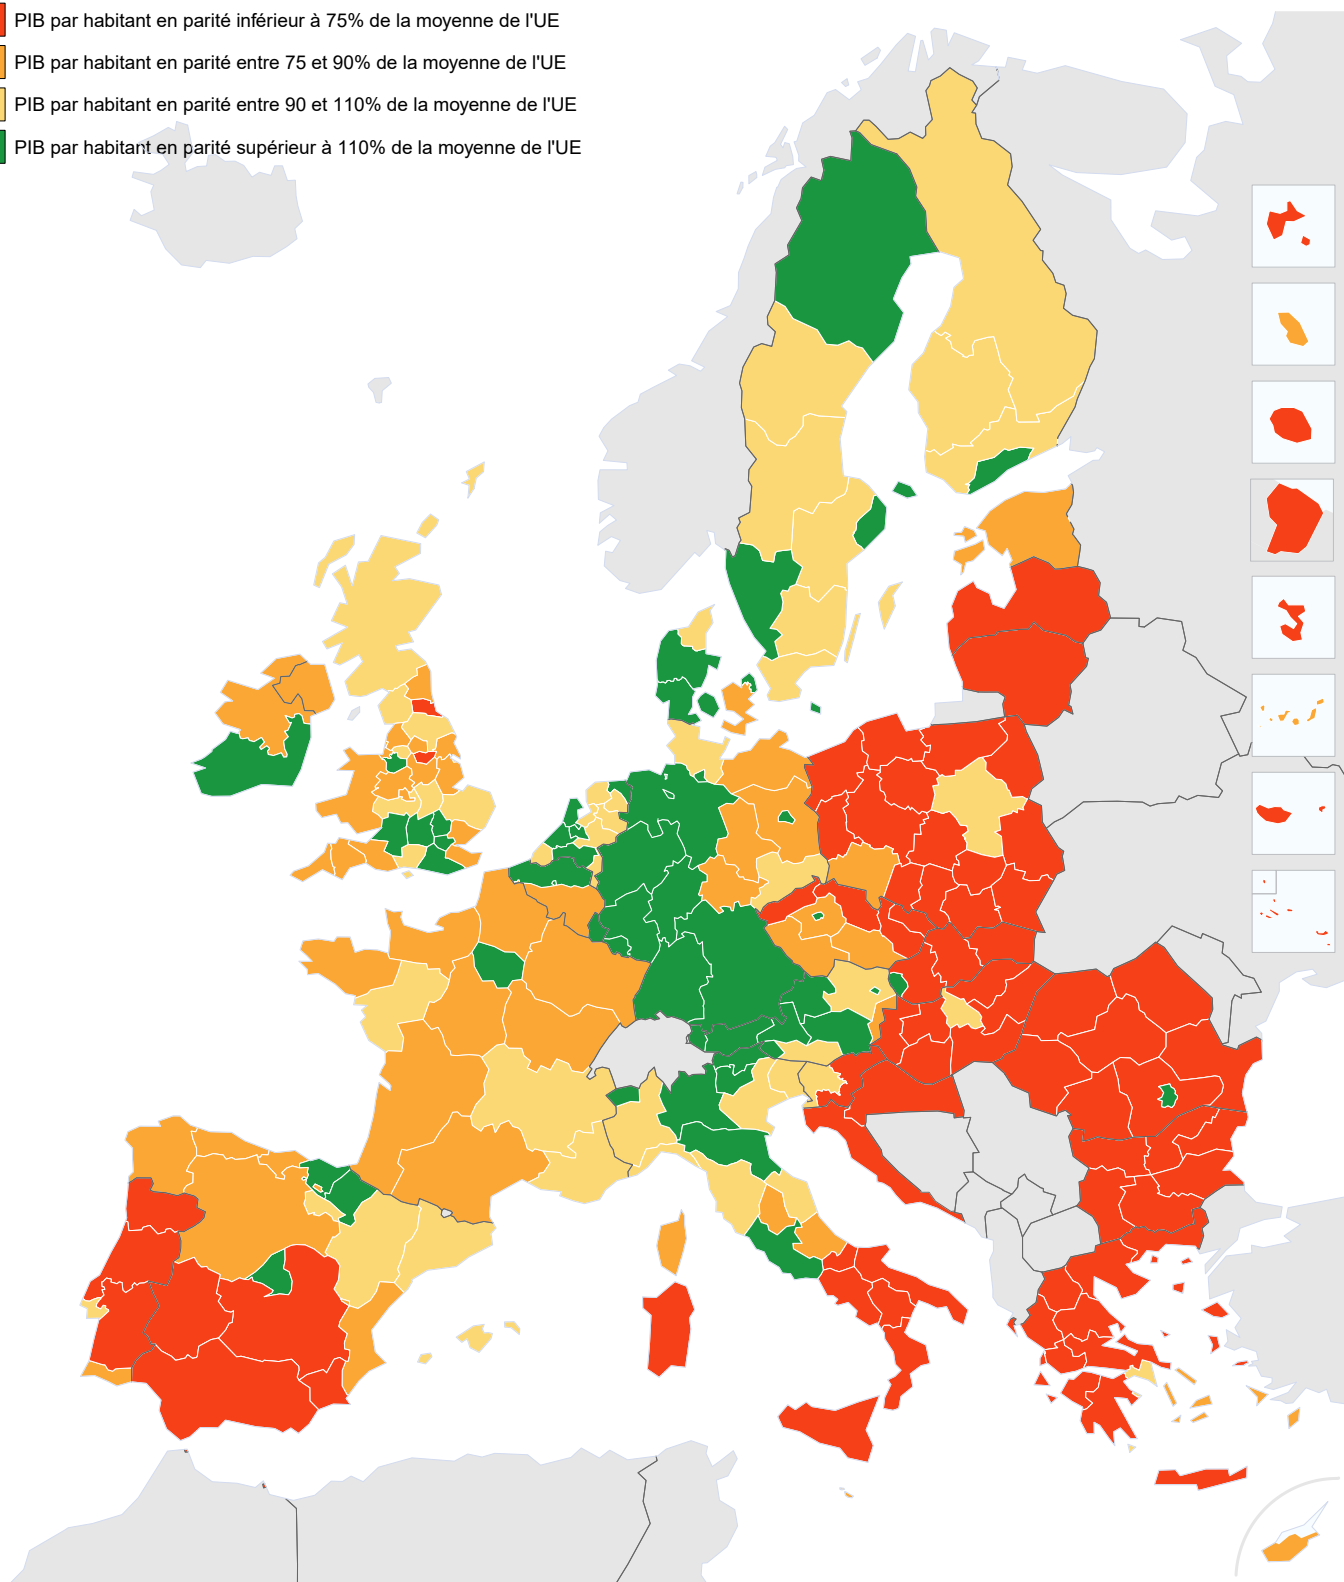 PIB par habitant en parité inférieur à 75% de la moyenne de l'UE
PIB par habitant en parité entre 75 et 90% de la moyenne de l'UE
PIB par habitant en parité entre 90 et 110% de la moyenne de l'UE
PIB par habitant en parité supérieur à 110% de la moyenne de l'UE